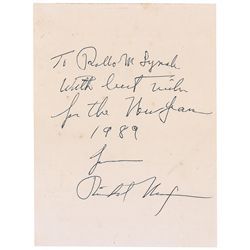 To Rollo M Lynch
With best wishes
for the New Year
1989
from